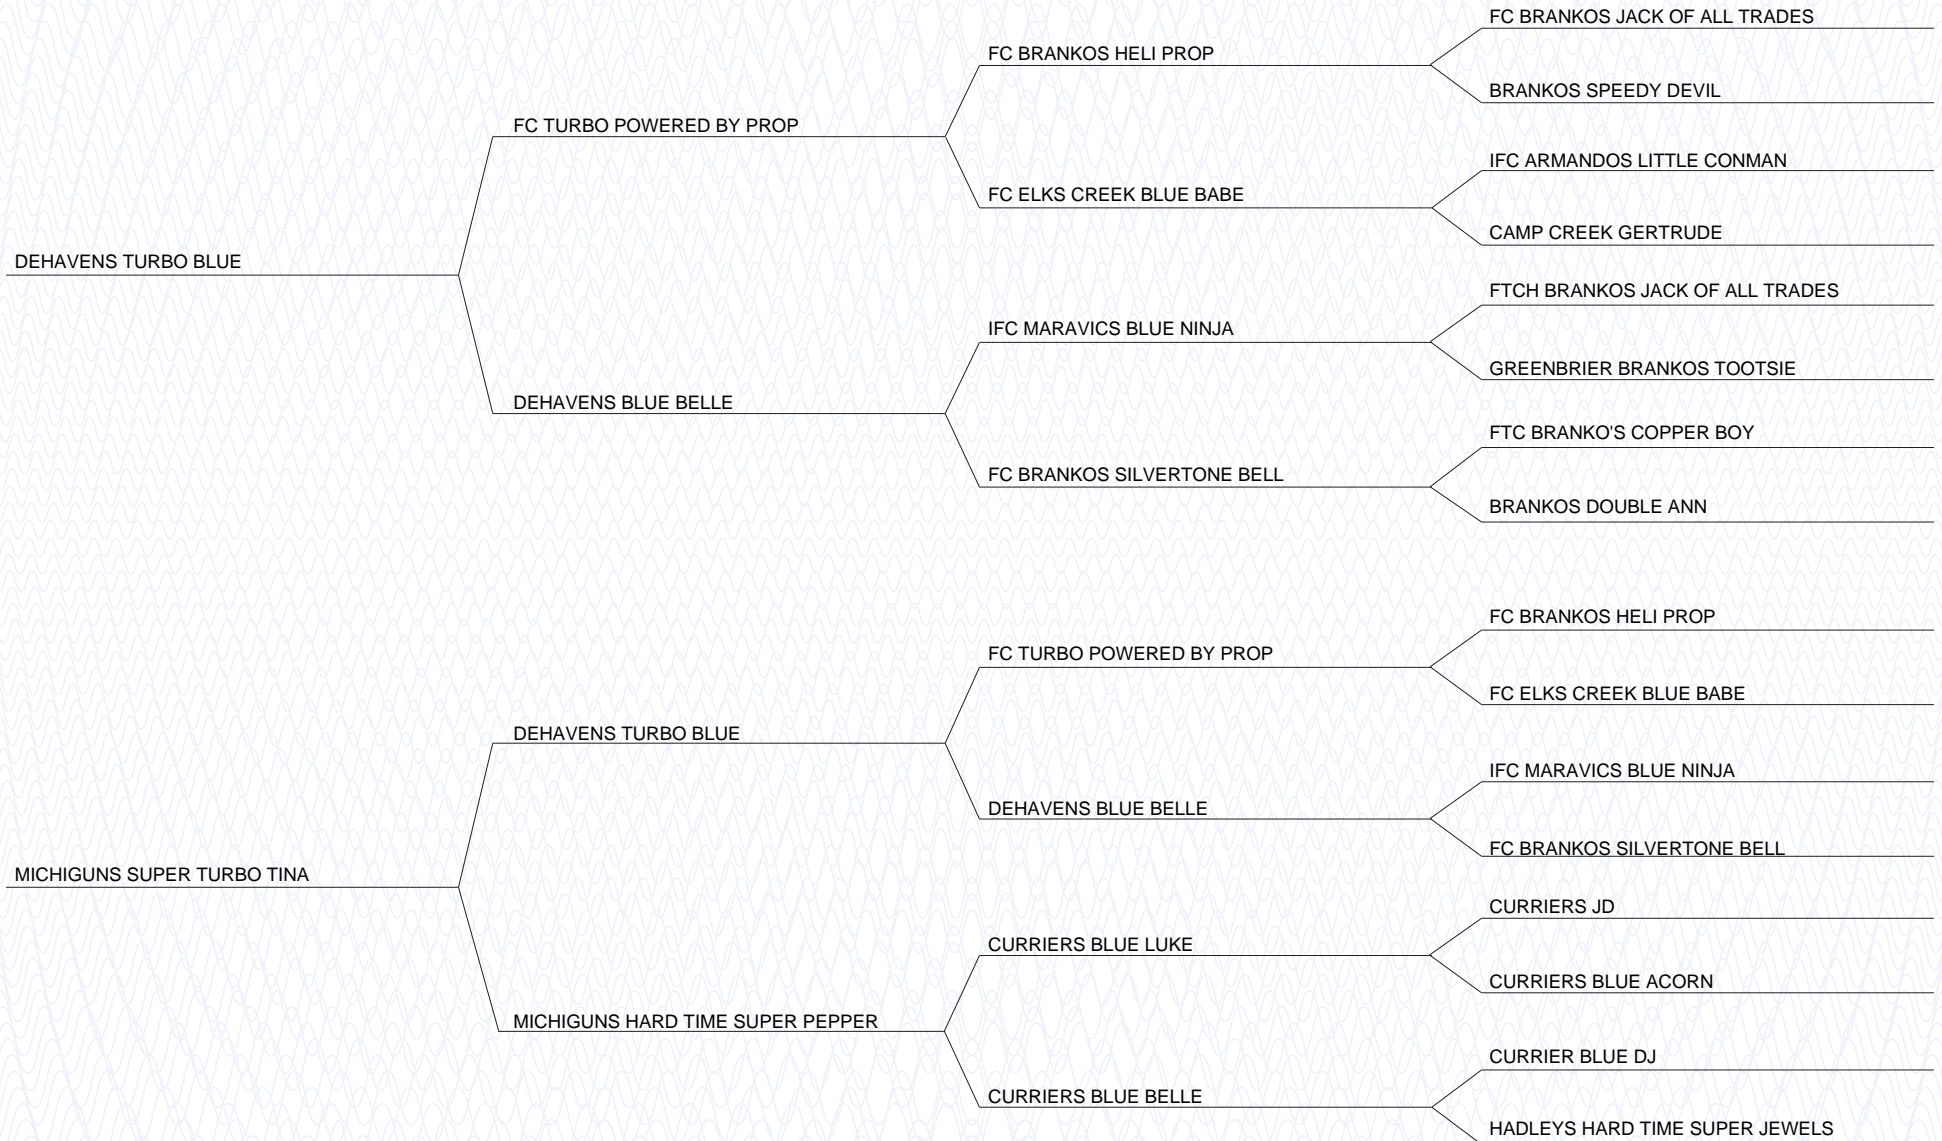 FC BRANKOS JACK OF ALL TRADES
FC BRANKOS HELI PROP
BRANKOS SPEEDY DEVIL
FC TURBO POWERED BY PROP
IFC ARMANDOS LITTLE CONMAN
FC ELKS CREEK BLUE BABE
CAMP CREEK GERTRUDE
DEHAVENS TURBO BLUE
FTCH BRANKOS JACK OF ALL TRADES
IFC MARAVICS BLUE NINJA
GREENBRIER BRANKOS TOOTSIE
DEHAVENS BLUE BELLE
FTC BRANKO'S COPPER BOY
FC BRANKOS SILVERTONE BELL
BRANKOS DOUBLE ANN
FC BRANKOS HELI PROP
FC TURBO POWERED BY PROP
FC ELKS CREEK BLUE BABE
DEHAVENS TURBO BLUE
IFC MARAVICS BLUE NINJA
DEHAVENS BLUE BELLE
FC BRANKOS SILVERTONE BELL
MICHIGUNS SUPER TURBO TINA
CURRIERS JD
CURRIERS BLUE LUKE
CURRIERS BLUE ACORN
MICHIGUNS HARD TIME SUPER PEPPER
CURRIER BLUE DJ
CURRIERS BLUE BELLE
HADLEYS HARD TIME SUPER JEWELS